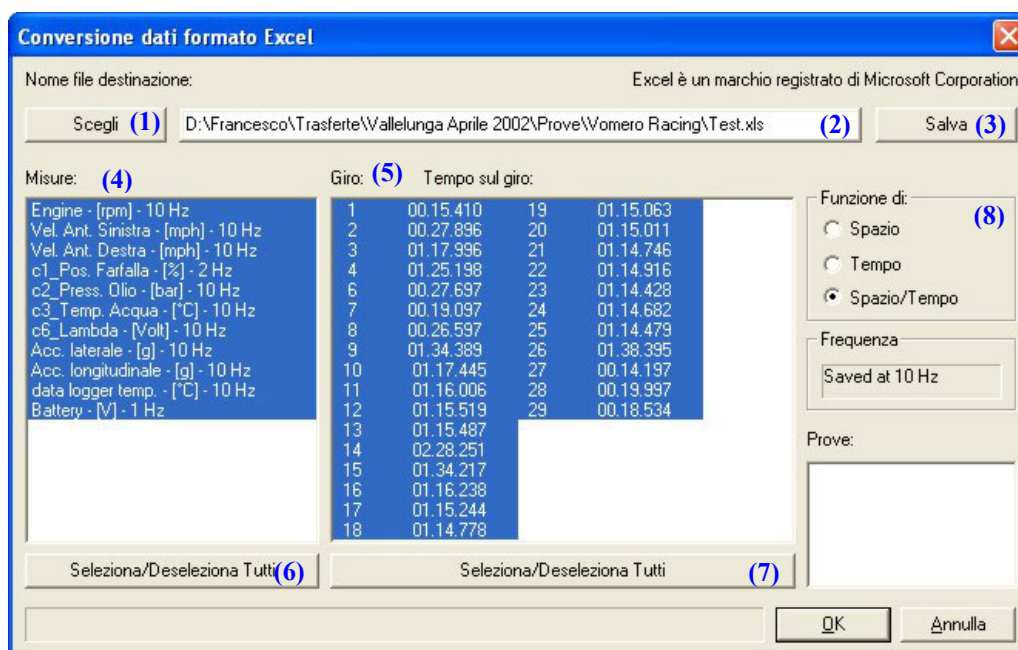 Conversione dati formato Excel
Nome file destinazione: Excel è un marchio registrato di Microsoft Corporation
Scegli (1) D:\Francesco\Trasferte\Vallelunga Aprile 2002\Prove\Vomero Racing\Test.xls (2) Salva (3)
Misure: (4)
Engine - [rpm] - 10 Hz
Vel. Ant. Sinistra - [mph] - 10 Hz
Vel. Ant. Destra - [mph] - 10 Hz
c1_Pos. Farfalla - [%] - 2 Hz
c2_Press. Olio - [bar] - 10 Hz
c3_Temp. Acqua - [°C] - 10 Hz
c6_Lambda - [Volt] - 10 Hz
Acc. laterale - [g] - 10 Hz
Acc. longitudinale - [g] - 10 Hz
data logger temp. - [°C] - 10 Hz
Battery - [V] - 1 Hz
Seleziona/Deseleziona Tutti (6)
Giro: (5) Tempo sul giro:
1 00.15.410 19 01.15.063
2 00.27.896 20 01.15.011
3 01.17.996 21 01.14.746
4 01.25.198 22 01.14.916
6 00.27.697 23 01.14.428
7 00.19.097 24 01.14.682
8 00.26.597 25 01.14.479
9 01.34.389 26 01.38.395
10 01.17.445 27 00.14.197
11 01.16.006 28 00.19.997
12 01.15.519 29 00.18.534
13 01.15.487
14 02.28.251
15 01.34.217
16 01.16.238
17 01.15.244
18 01.14.778
Seleziona/Deseleziona Tutti (7)
Funzione di: (8)
Spazio
Tempo
Spazio/Tempo
Frequenza
Saved at 10 Hz
Prove:
OK Annulla